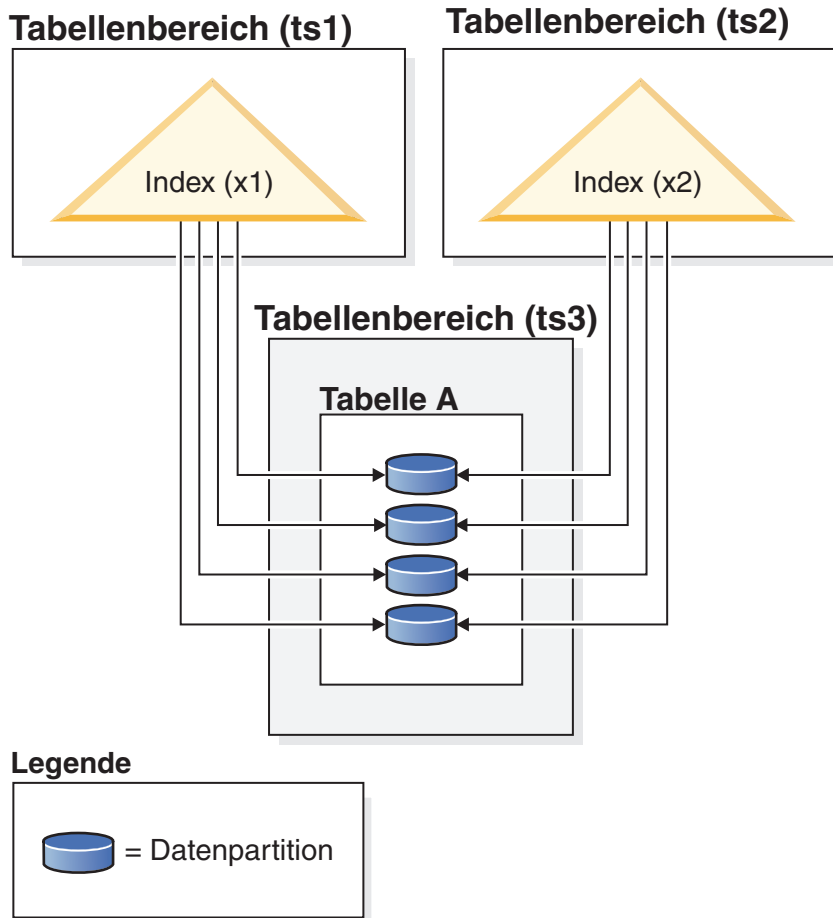 Tabellenbereich (ts1)
Tabellenbereich (ts2)
Index (x1)
Index (x2)
Tabellenbereich (ts3)
Tabelle A
Legende
= Datenpartition